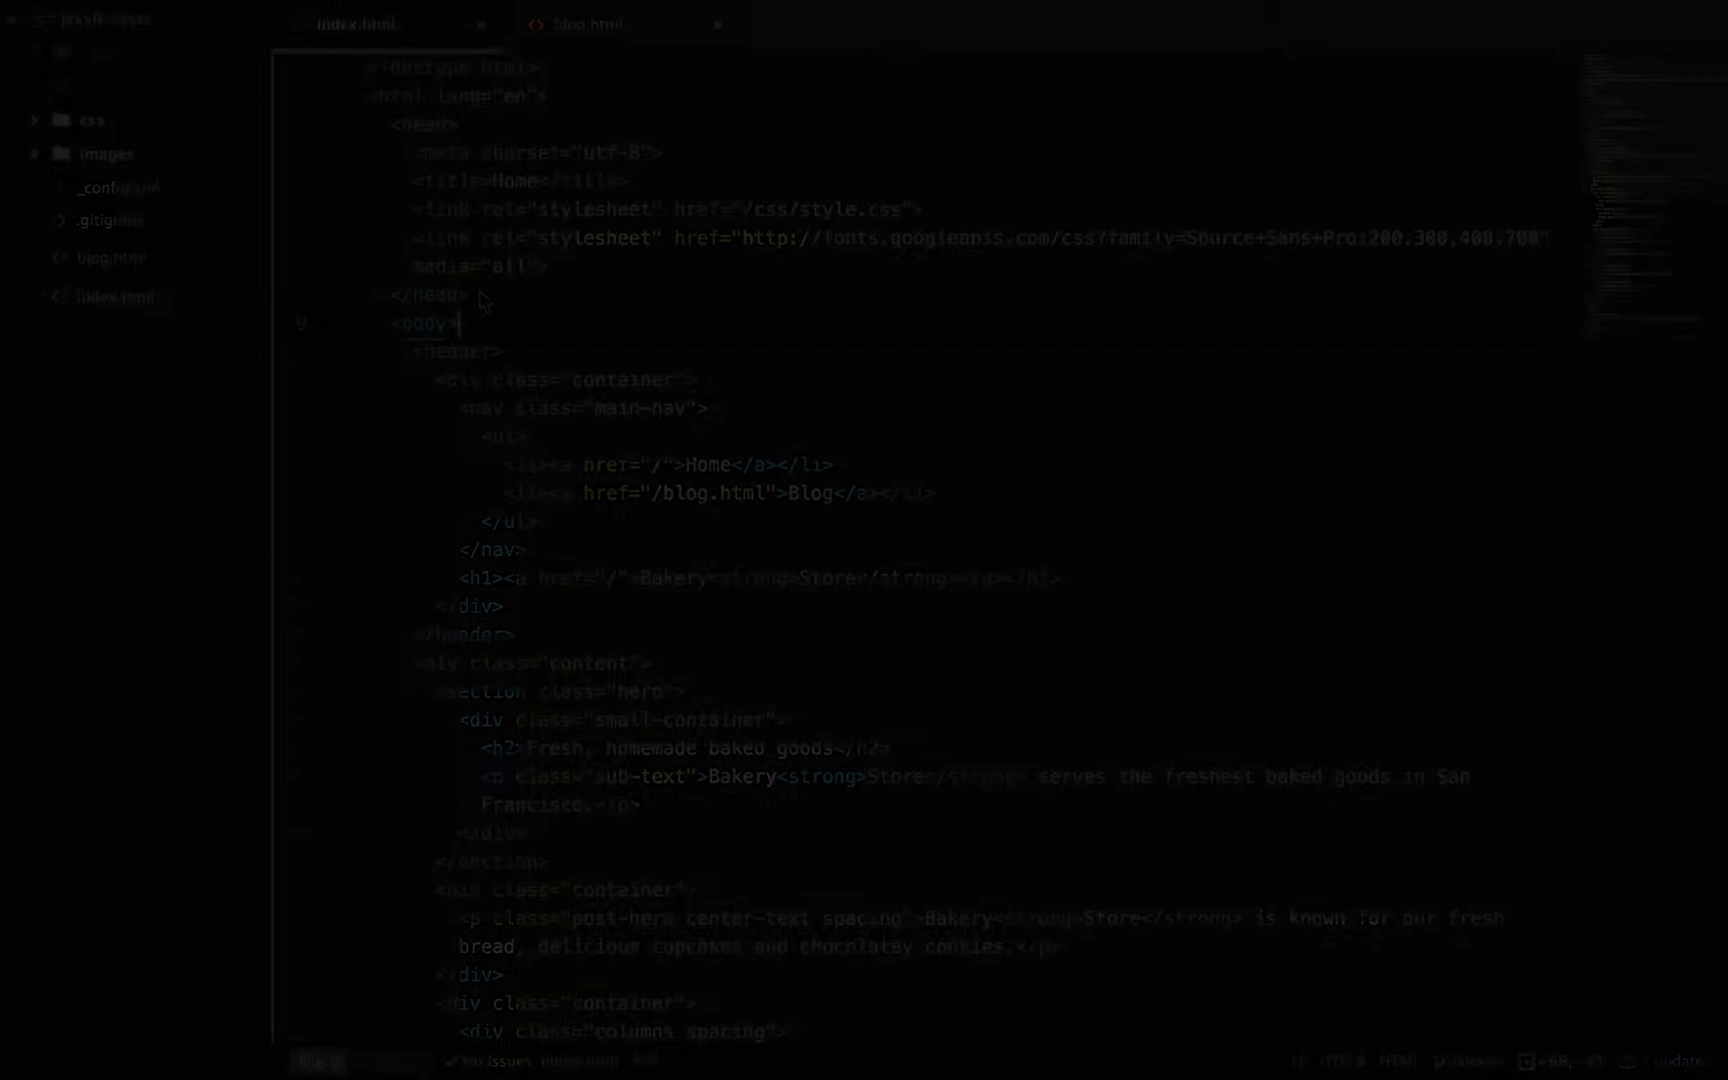 index.html
blog.html
css
images
_config.yml
.gitignore
blog.html
index.html
<!doctype html>
<html lang="en">
<head>
<meta charset="utf-8">
<title>Home</title>
<link rel="stylesheet" href="/css/style.css">
<link rel="stylesheet" href="http://fonts.googleapis.com/css?family=Source+Sans+Pro:200,300,400,700"
media="all">
</head>
9 <body>
<header>
<div class="container">
<nav class="main-nav">
<ul>
<li><a href="/">Home</a></li>
<li><a href="/blog.html">Blog</a></li>
</ul>
</nav>
<h1><a href="/">Bakery<strong>Store</strong></a></h1>
</div>
</header>
<div class="content">
<section class="hero">
<div class="small-container">
<h2>Fresh, homemade baked goods</h2>
<p class="sub-text">Bakery<strong>Store</strong> serves the freshest baked goods in San
Francisco.</p>
</div>
</section>
<div class="container">
<p class="post-hero center-text spacing">Bakery<strong>Store</strong> is known for our fresh
bread, delicious cupcakes and chocolatey cookies.</p>
</div>
<div class="container">
<div class="columns spacing">
No Issues
HTML